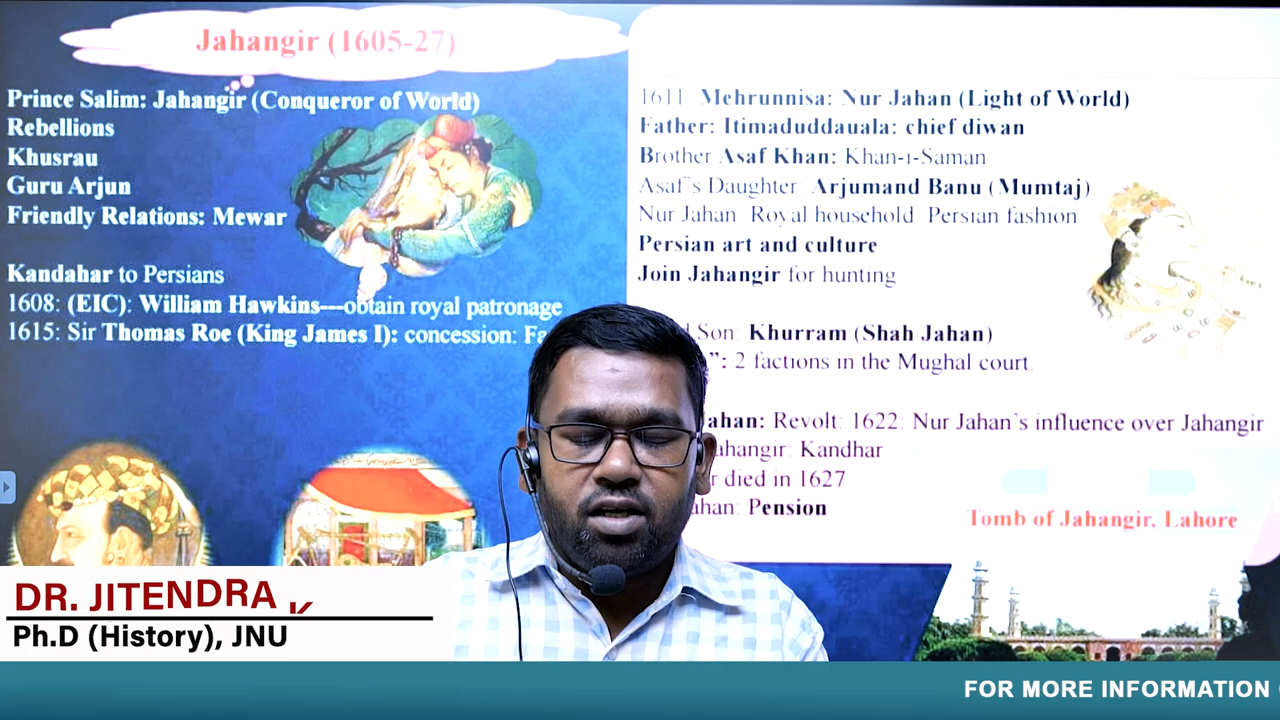 Jahangir (1605-27)
Prince Salim: Jahangir (Conqueror of World)
Rebellions
Khusrau
Guru Arjun
Friendly Relations: Mewar
Kandahar to Persians
1608: (EIC): William Hawkins---obtain royal patronage
1615: Sir Thomas Roe (King James I): concession: Fa
1611 Mehrunnisa: Nur Jahan (Light of World)
Father: Itimaduddauala: chief diwan
Brother Asaf Khan: Khan-i-Saman
Asaf's Daughter Arjumand Banu (Mumtaj)
Nur Jahan Royal household Persian fashion
Persian art and culture
Join Jahangir for hunting
Son Khurram (Shah Jahan)
": 2 factions in the Mughal court.
ahan: Revolt: 1622: Nur Jahan's influence over Jahangir
ahangir: Kandhar
r died in 1627
ahan: Pension
Tomb of Jahangir, Lahore
DR. JITENDRA K
Ph.D (History), JNU
FOR MORE INFORMATION